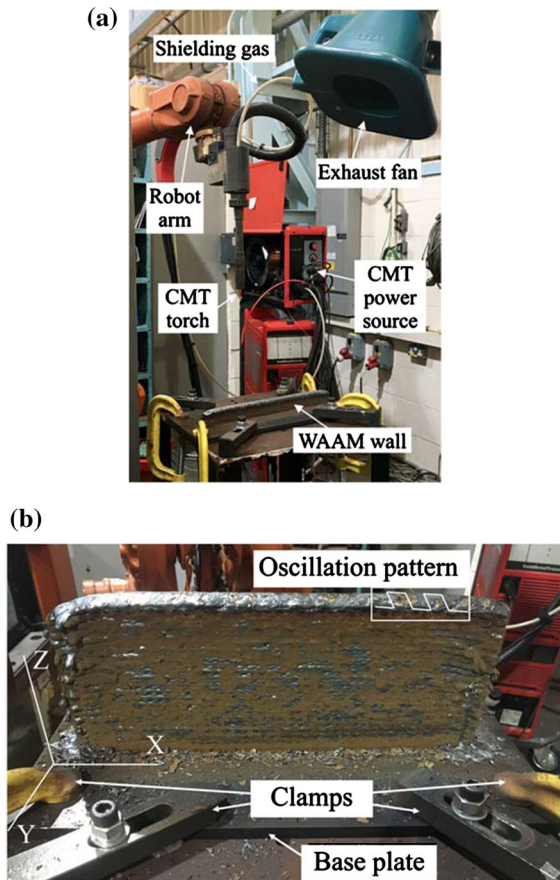 (a)
Shielding gas
Exhaust fan
Robot
arm
CMT
torch
CMT
power
source
WAAM wall
(b)
Oscillation pattern
Z
X
Y
Clamps
Base plate